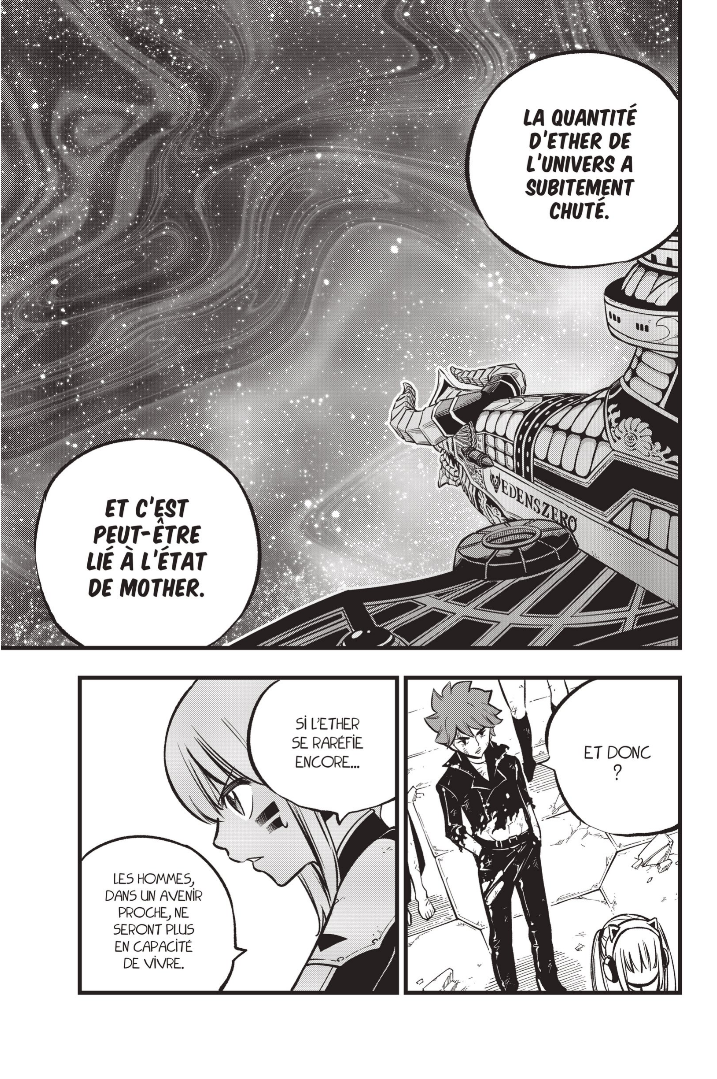 LA QUANTITÉ
D'ETHER DE
L'UNIVERS A
SUBITEMENT
CHUTÉ.
EDENSZERO
ET C'EST
PEUT-ÊTRE
LIÉ À L'ÉTAT
DE MOTHER.
ET DONC
?
SI L'ETHER
SE RARÉFIE
ENCORE...
LES HOMMES,
DANS UN AVENIR
PROCHE, NE
SERONT PLUS
EN CAPACITÉ
DE VIVRE.